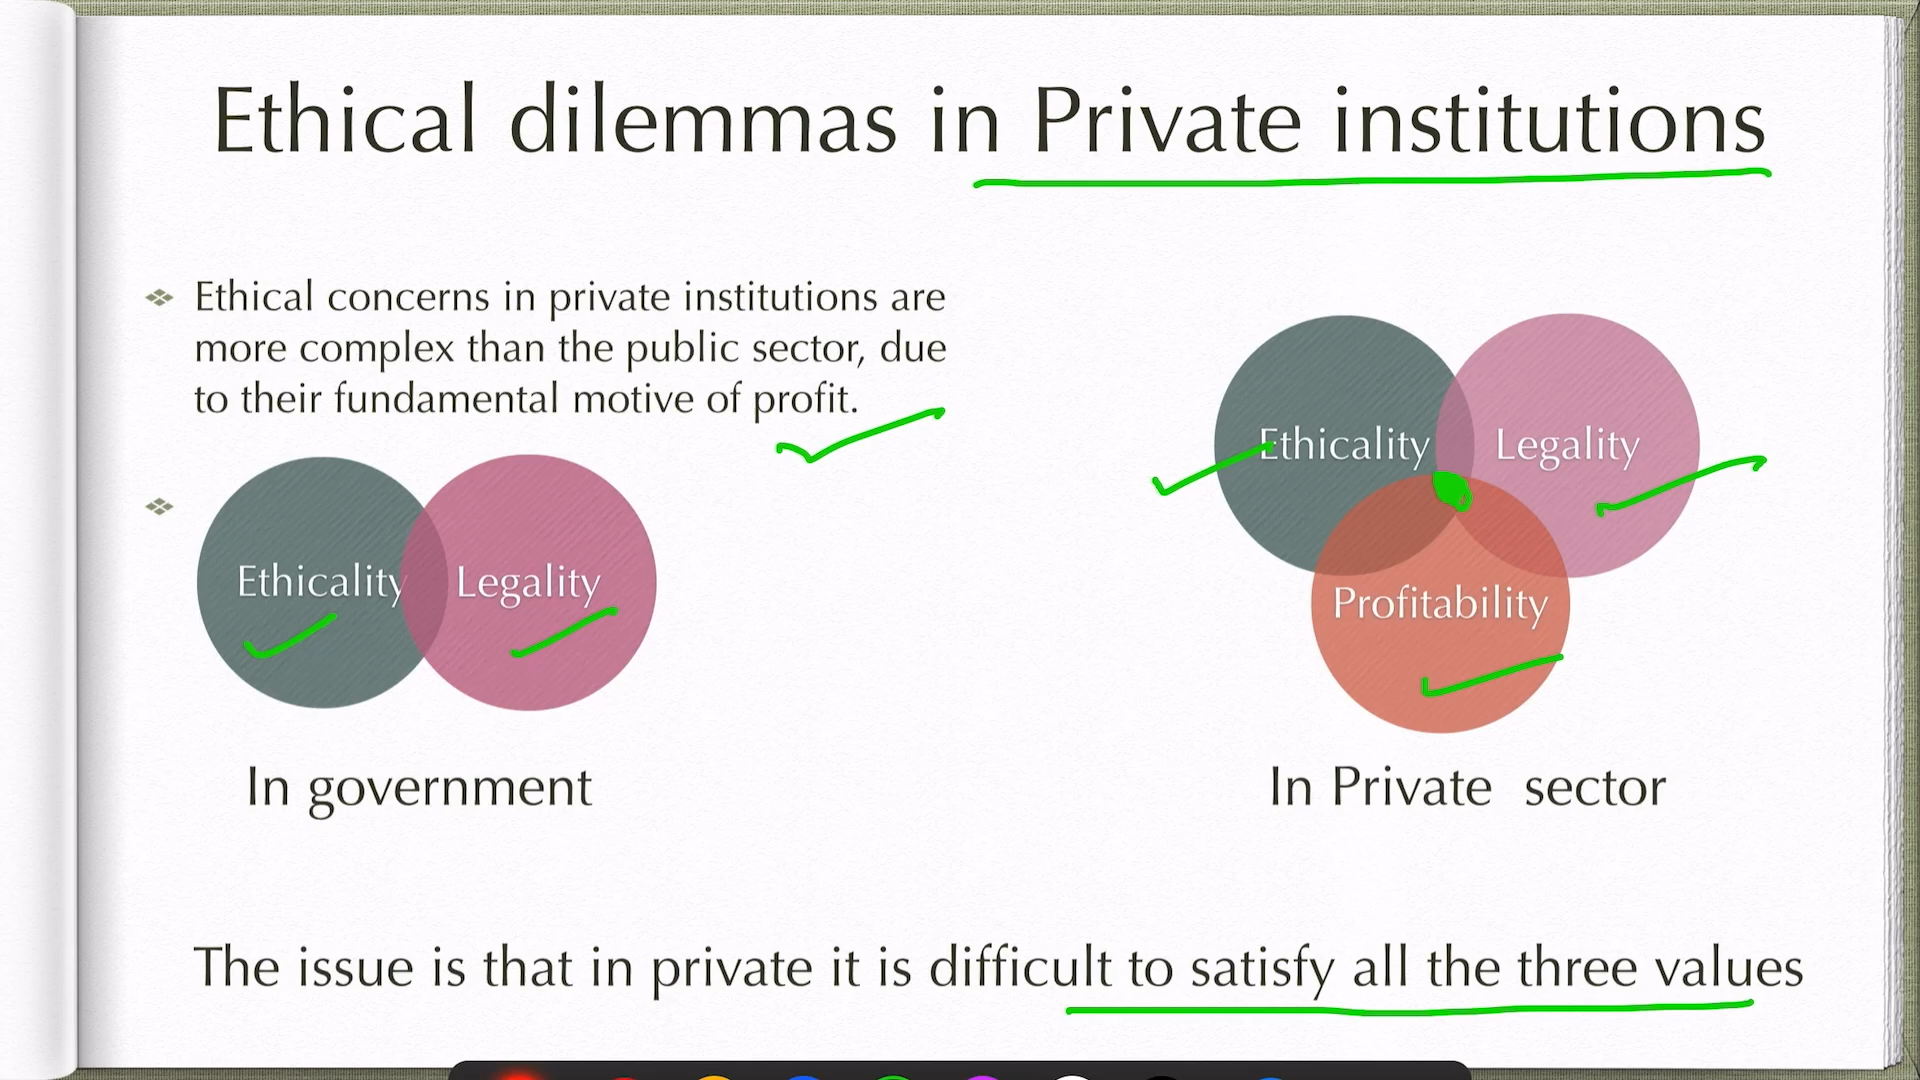 Ethical dilemmas in Private institutions
Ethical concerns in private institutions are
more complex than the public sector, due
to their fundamental motive of profit.
Ethicality
Legality
In government
Ethicality
Legality
Profitability
In Private sector
The issue is that in private it is difficult to satisfy all the three values